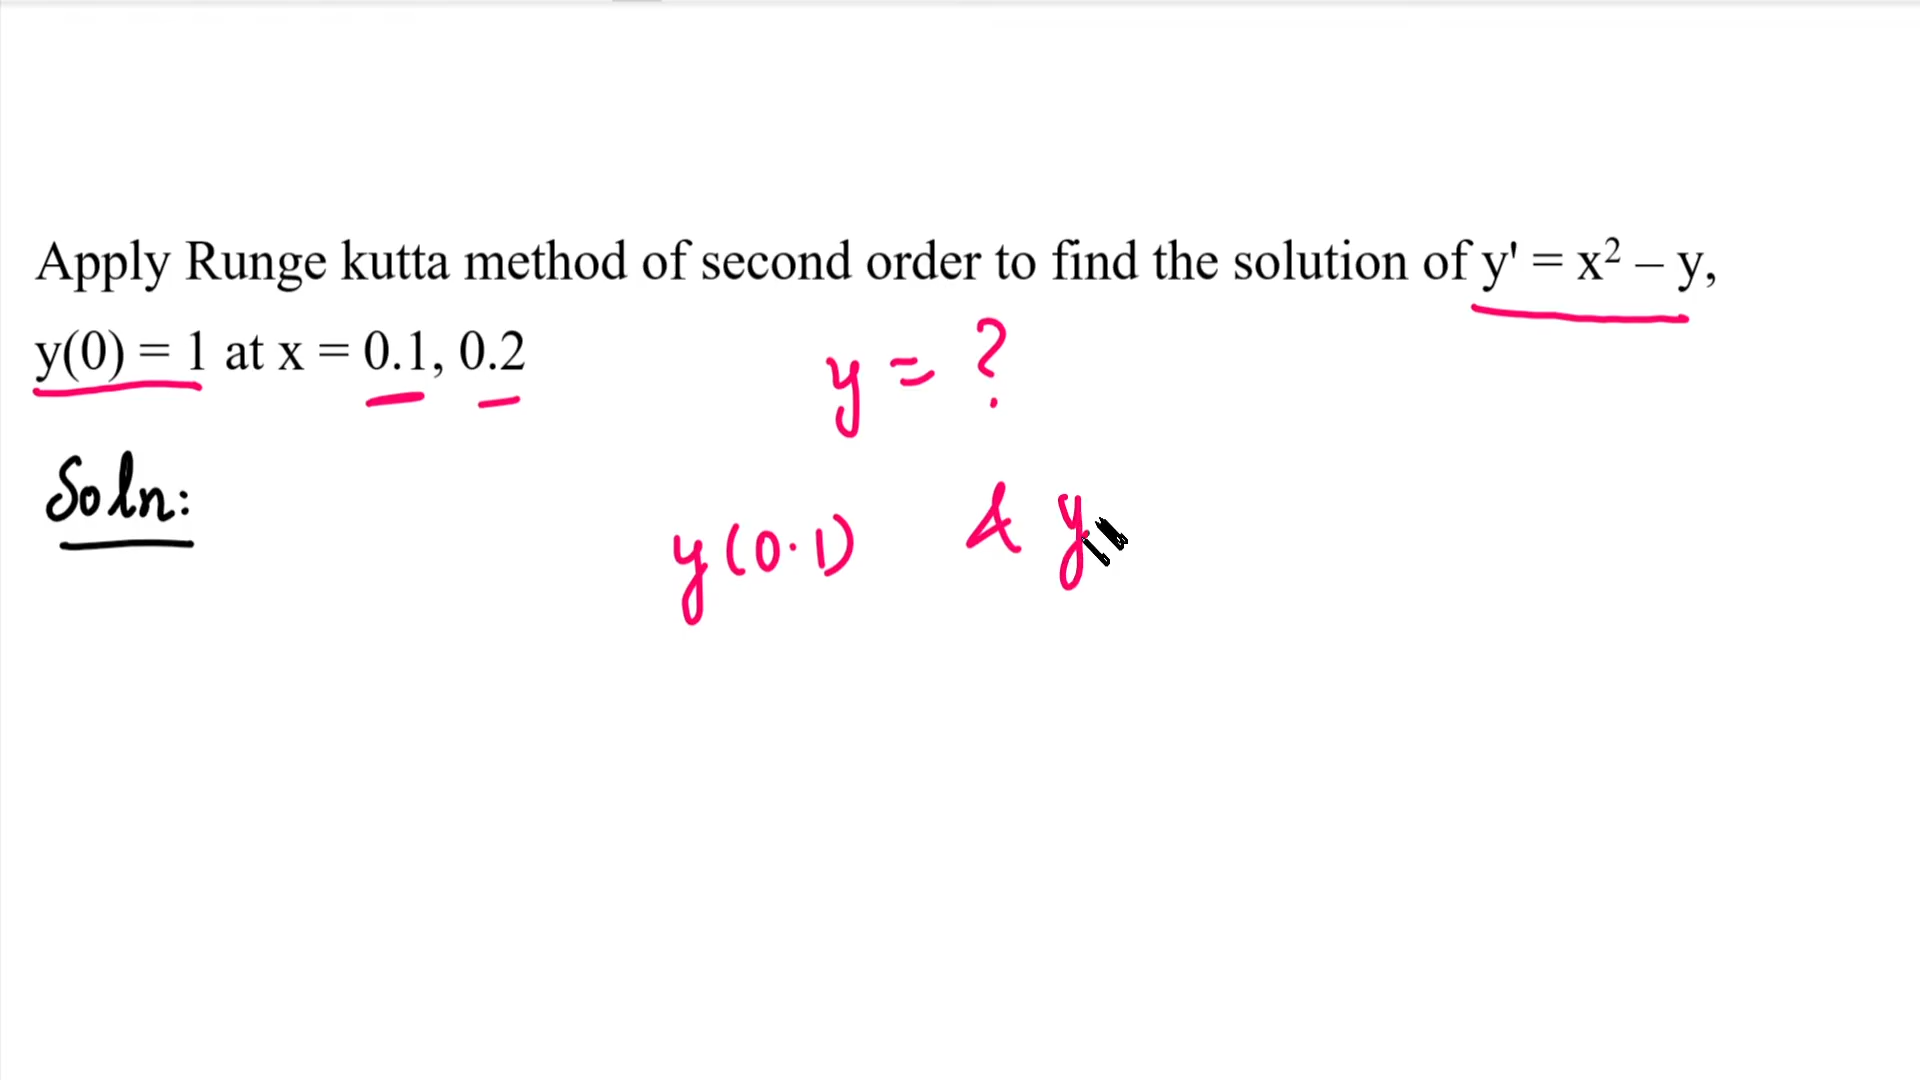 Apply Runge kutta method of second order to find the solution of y' = x² – y,
y(0) = 1 at x = 0.1, 0.2
y = ?
Soln:
y(0.1) & y